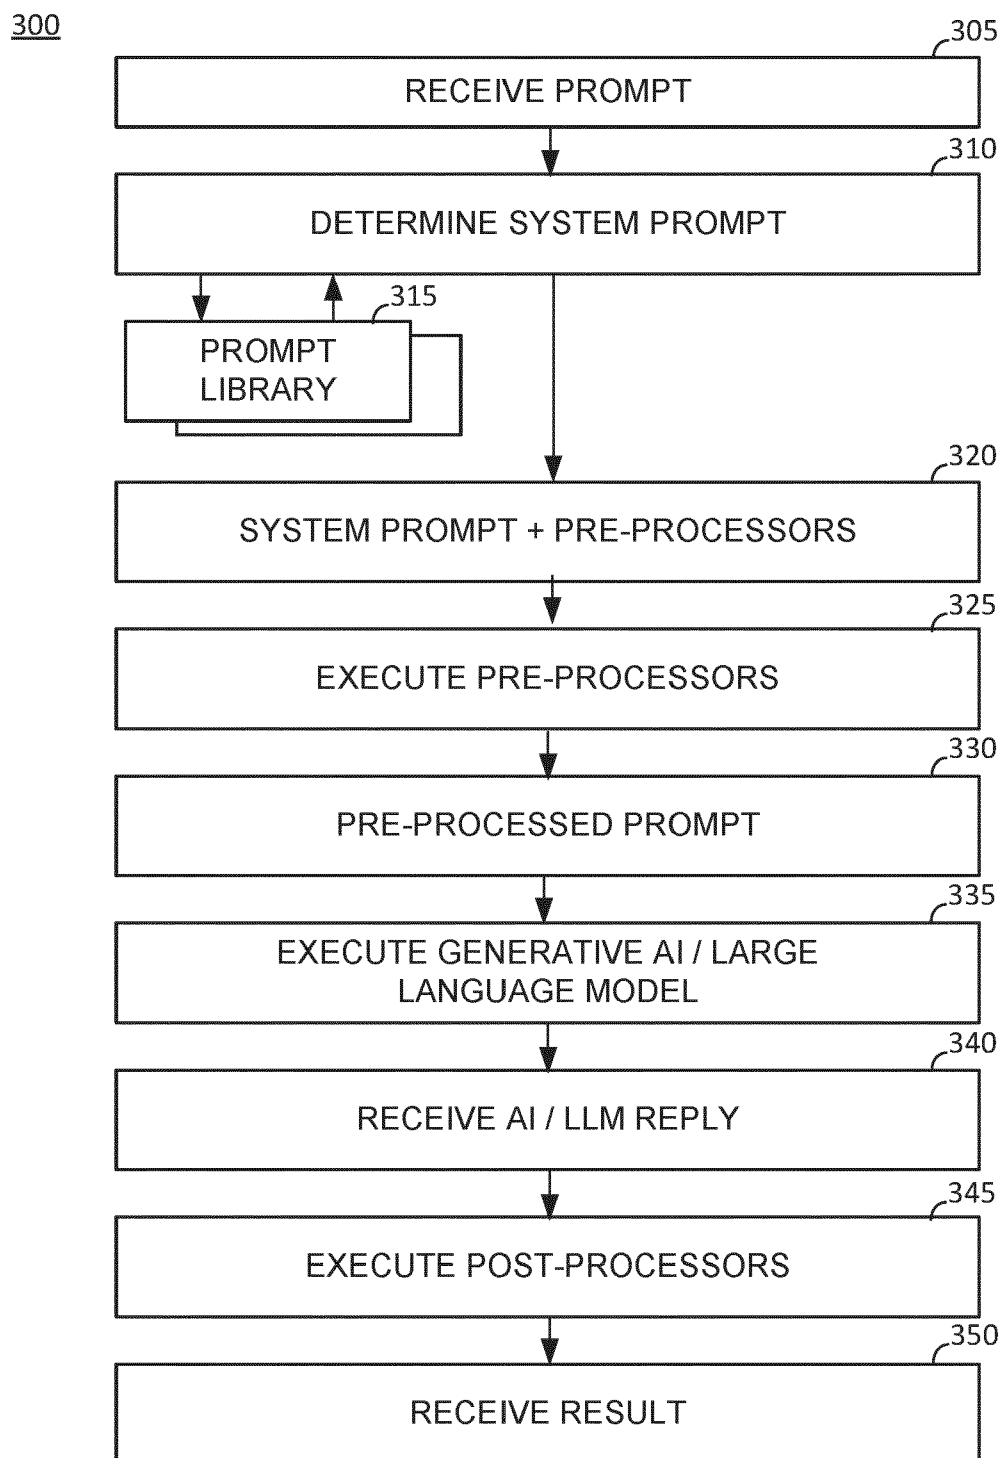 300
305
RECEIVE PROMPT
310
DETERMINE SYSTEM PROMPT
315
PROMPT
LIBRARY
320
SYSTEM PROMPT + PRE-PROCESSORS
325
EXECUTE PRE-PROCESSORS
330
PRE-PROCESSED PROMPT
335
EXECUTE GENERATIVE AI / LARGE
LANGUAGE MODEL
340
RECEIVE AI / LLM REPLY
345
EXECUTE POST-PROCESSORS
350
RECEIVE RESULT